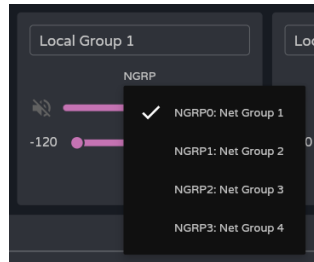 Local Group 1
Loc
NGRP
NGRP0: Net Group 1
-120
NGRP1: Net Group 2
0
NGRP2: Net Group 3
NGRP3: Net Group 4